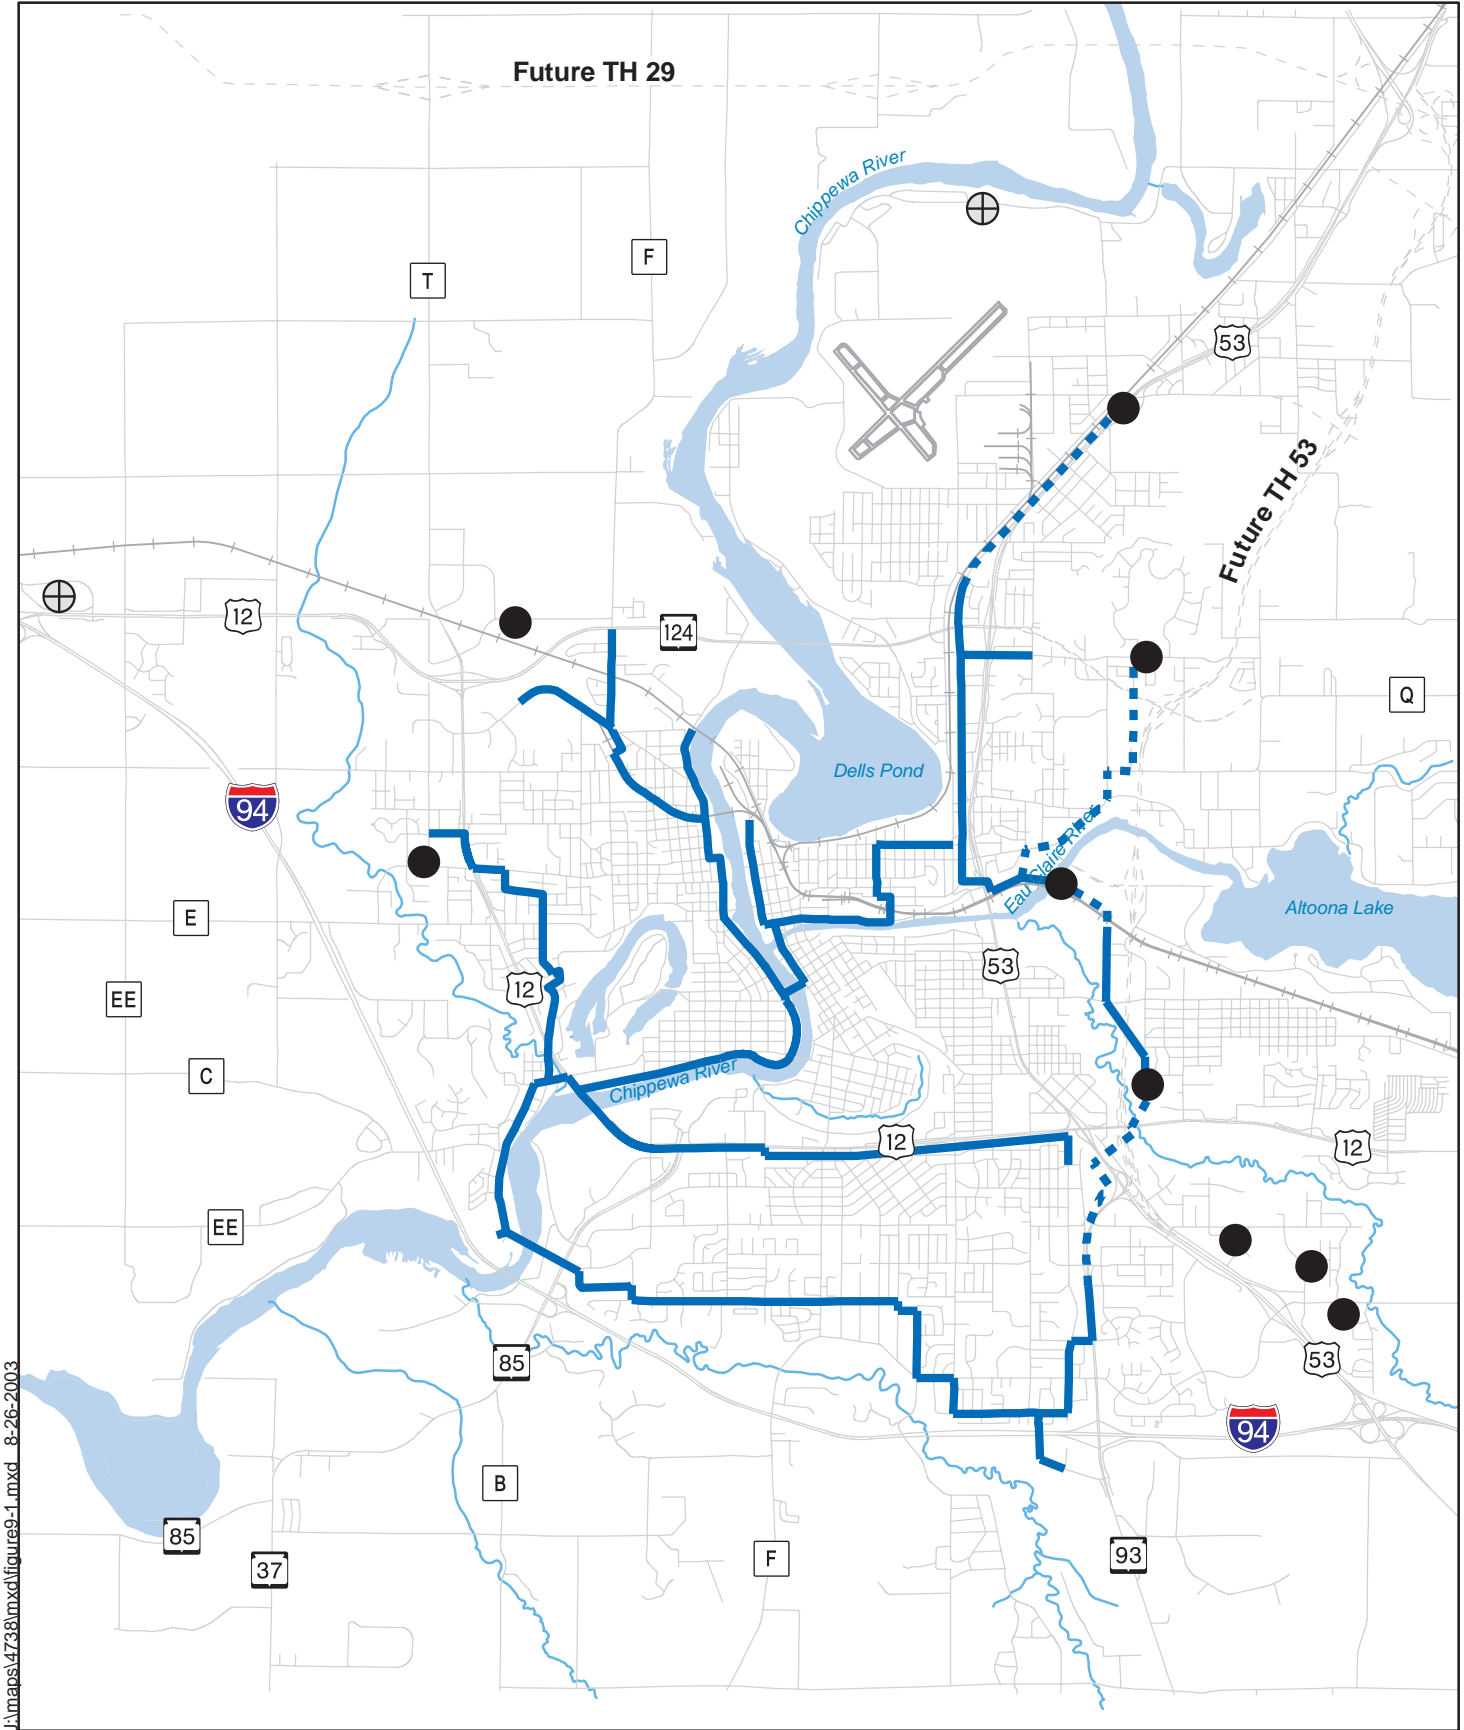 Future TH 29
Chippewa River
F
T
53
Future TH 53
12
124
Q
Dells Pond
94
Eau Claire River
E
Altoona Lake
53
12
EE
C
Chippewa River
12
12
EE
85
53
94
B
85
93
F
37
J:\maps\4738\mxd\figure9-1.mxd 8-26-2003